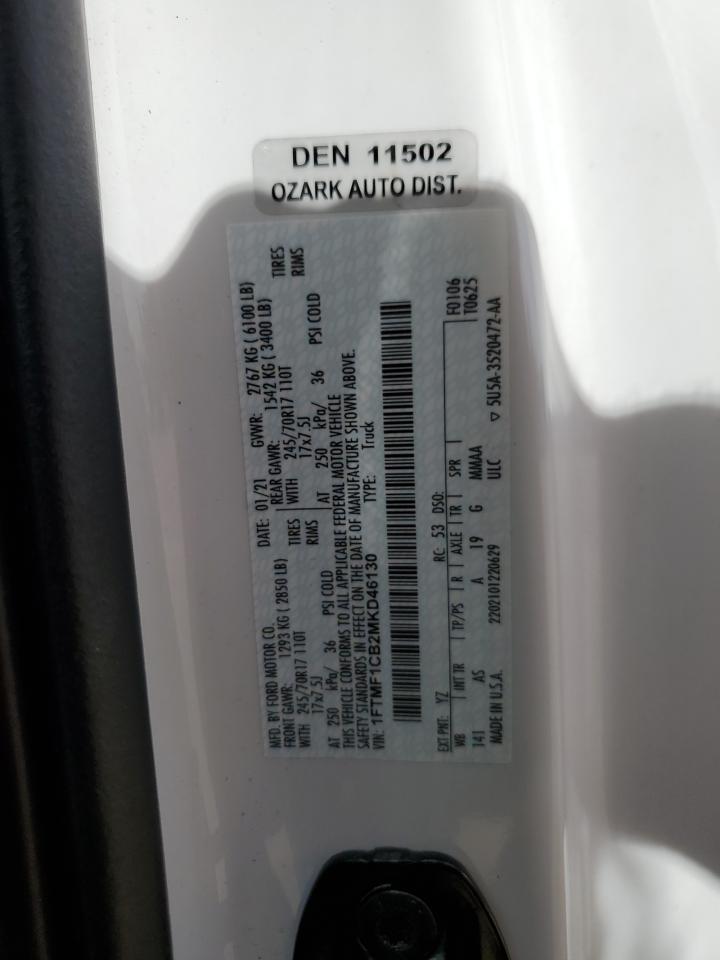 DEN 11502
OZARK AUTO DIST.
MFD. BY FORD MOTOR CO.
DATE: 01/21 GVWR: 2767 KG ( 6100 LB)
FRONT GAWR: 1293 KG ( 2850 LB) REAR GAWR: 1542 KG ( 3400 LB)
WITH 245/70R17 110T TIRES WITH 245/70R17 110T TIRES
17x7.5J RIMS 17x7.5J RIMS
AT 250 kPa/ 36 PSI COLD AT 250 kPa/ 36 PSI COLD
THIS VEHICLE CONFORMS TO ALL APPLICABLE FEDERAL MOTOR VEHICLE
SAFETY STANDARDS IN EFFECT ON THE DATE OF MANUFACTURE SHOWN ABOVE.
VIN: 1FTMF1CB2MKD46130 TYPE: Truck
EXT PNT: YZ RC: 53 DSO: F0106
WB INT TR TP/PS R AXLE TR SPR T0625
141 AS A 19 G MMAA
MADE IN U.S.A. 2202101220629 ULC ▽ 5U5A-3520472-AA